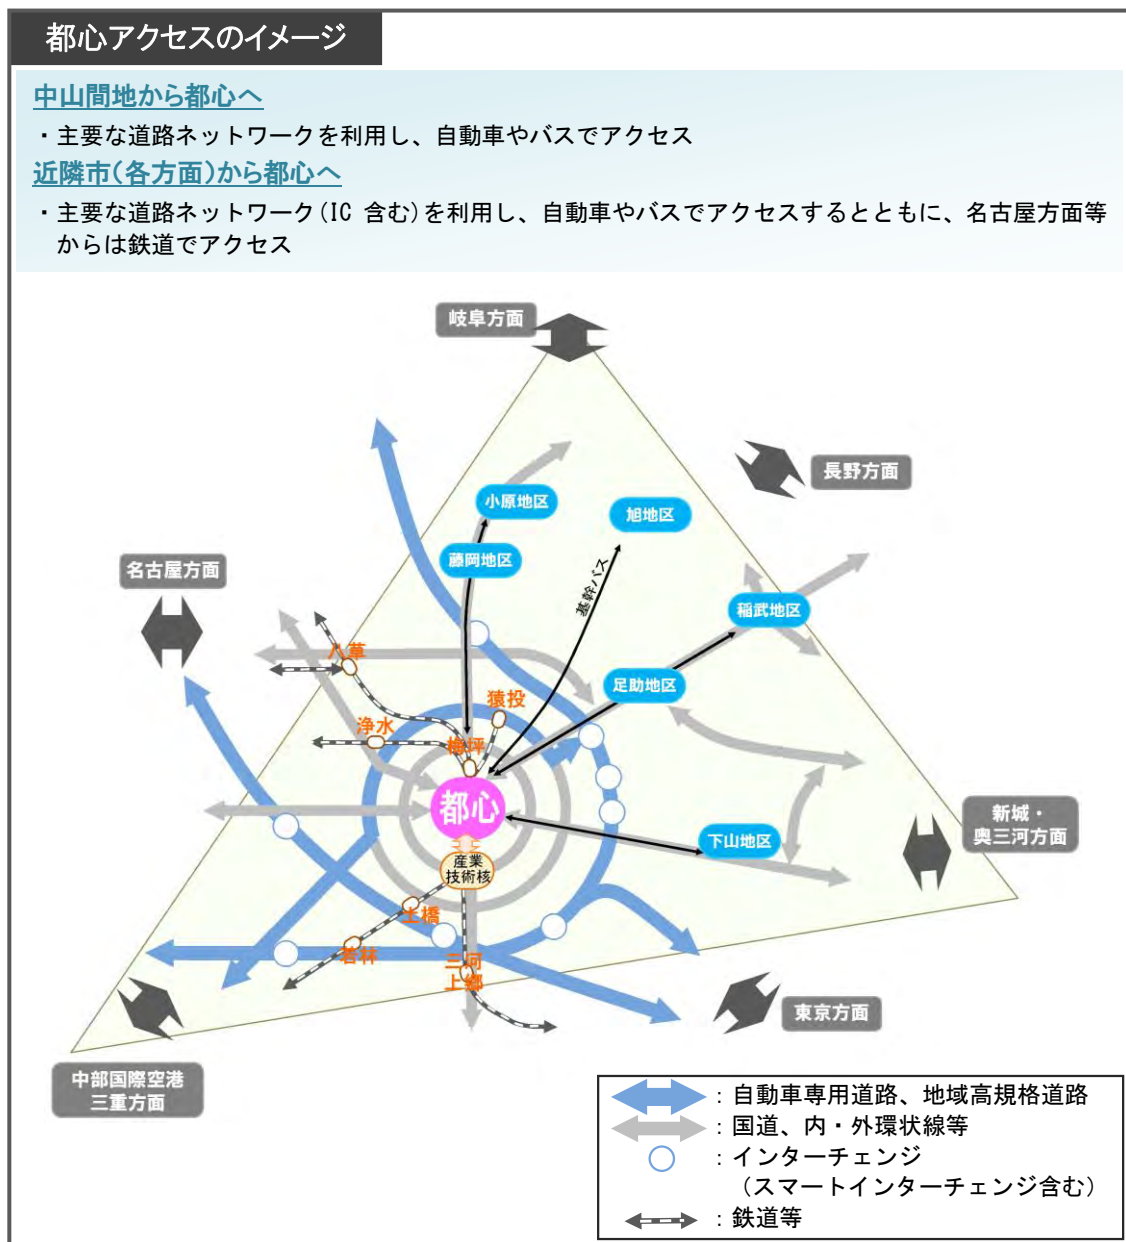 都心アクセスのイメージ
中山間地から都心へ
・主要な道路ネットワークを利用し、自動車やバスでアクセス
近隣市(各方面)から都心へ
・主要な道路ネットワーク(IC 含む)を利用し、自動車やバスでアクセスするとともに、名古屋方面等
からは鉄道でアクセス
岐阜方面
長野方面
小原地区
旭地区
藤岡地区
名古屋方面
基幹バス
稲武地区
八草
足助地区
猿投
浄水
梅坪
都心
新城・
奥三河方面
下山地区
産業
技術核
土橋
若林
三河
上郷
東京方面
中部国際空港
三重方面
：自動車専用道路、地域高規格道路
：国道、内・外環状線等
：インターチェンジ
（スマートインターチェンジ含む）
：鉄道等